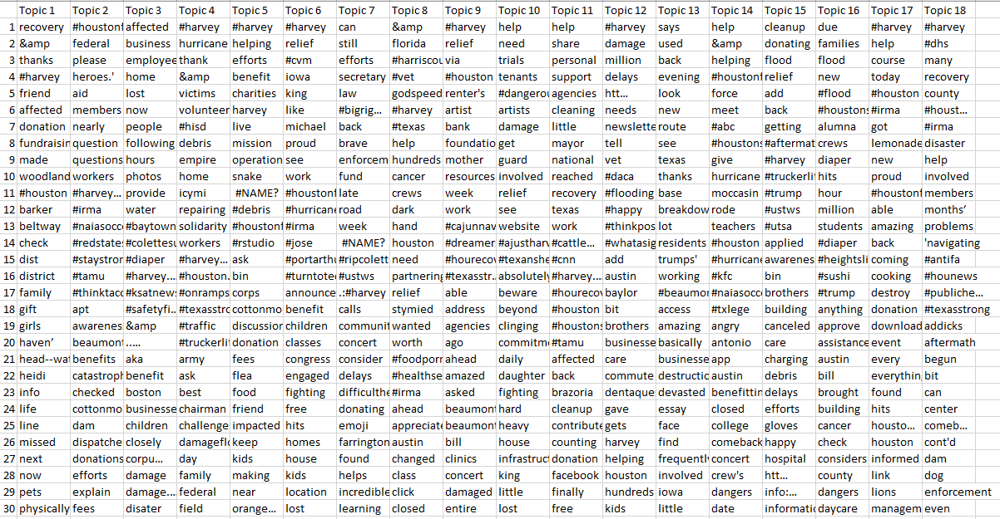 Topic 1 Topic 2 Topic 3 Topic 4 Topic 5 Topic 6 Topic 7 Topic 8 Topic 9 Topic 10 Topic 11 Topic 12 Topic 13 Topic 14 Topic 15 Topic 16 Topic 17 Topic 18
1 recovery #houstonf affected #harvey #harvey #harvey can &amp #harvey help help #harvey says help cleanup due #harvey #harvey
2 &amp federal business hurricane helping relief still florida relief need share damage used &amp donating families help #dhs
3 thanks please employee thank efforts #cvm efforts #harriscou via trials personal million back helping flood flood course many
4 #harvey heroes.' home &amp benefit iowa secretary #vet #houston tenants support delays evening #houstonf relief new today recovery
5 friend aid lost victims charities king law godspeed renter's #dangerou agencies htt... look force add #flood #houston county
6 affected members now volunteer harvey like #bigrig... #harvey artist artists cleaning needs new meet back #houstons #irma #houst...
7 donation nearly people #hisd live michael back #texas bank damage little newslette route #abc getting alumna got #irma
8 fundraisin question following debris mission proud brave help foundatio get mayor tell see #houstons #aftermat crews lemonade disaster
9 made questions hours empire operation see enforcem hundreds mother guard national vet texas give #harvey diaper new help
10 woodland workers photos home snake work fund cancer resources involved reached #daca thanks hurricane #truckerli hits proud involved
11 #houston #harvey... provide icymi #NAME? #houstonf late crews week relief recovery #flooding base moccasin #trump hour #houstonf members
12 barker #irma water repairing #debris #hurricane road dark work see texas #happy breakdow rode #ustws million able months’
13 beltway #naiasocc #baytown solidarity #houstonf #irma week hand #cajunnav website work #thinkpos lot teachers #utsa students amazing problems
14 check #redstate #colettesu workers #rstudio #jose #NAME? houston #dreamer #ajustharv #cattle... #whatasig residents #houston applied #diaper back 'navigating
15 dist #staystron #diaper #harvey... ask #portarthu #ripcolett need #hourecov #texanshe #cnn add trumps' #hurrican awarenes #heightsli coming #antifa
16 district #tamu #harvey.... #houston. bin #turntote #ustws partnering #texasstr... absolutely #harvey.... austin working #kfc bin #sushi cooking #hounews
17 family #thinktacc #ksatnews #onramps corps announce .:#harvey relief able beware #hourecov baylor #beaumon #naiasocc brothers #trump destroy #publiche...
18 gift apt #safetyfi... #texasstro cottonmo benefit calls stymied address beyond #houston bit access #txlege building anything donation #texasstrong
19 girls awarenes &amp #traffic discussion children communit wanted agencies clinging #houstons brothers amazing angry canceled approve download addicks
20 haven’ beaumont ..... #truckerli donation classes concert worth ago commitme #tamu businesse basically antonio care assistance event aftermath
21 head--wat benefits aka army fees congress consider #foodporn ahead daily affected care businesse app charging austin every begun
22 heidi catastroph benefit ask flea engaged delays #healthse amazed daughter back commute destructio austin debris bill everythin bit
23 info checked boston best food fighting difficulthe #irma asked fighting brazoria dentaque devasted benefittin delays brought found can
24 life cottonmo businesse chairman friend free donating ahead beaumont hard cleanup gave essay closed efforts building hits center
25 line dam children challenge impacted hits emoji appreciate beaumont heavy contribute gets face college gloves cancer housto... comeb...
26 missed dispatche closely damageflo keep homes farrington austin bill house counting harvey find comeback happy check houston cont'd
27 next donations corpu... day kids house found changed clinics infrastruct donation helping frequently concert hospital considers informed dam
28 now efforts damage family making kids helps class concert king facebook houston involved crew's htt... county link dog
29 pets explain damage.... federal near location incredible click damaged little finally hundreds iowa dangers info:... dangers lions enforcement
30 physically fees disater field orange... lost learning closed entire lost free kids little date informatio daycare managem even